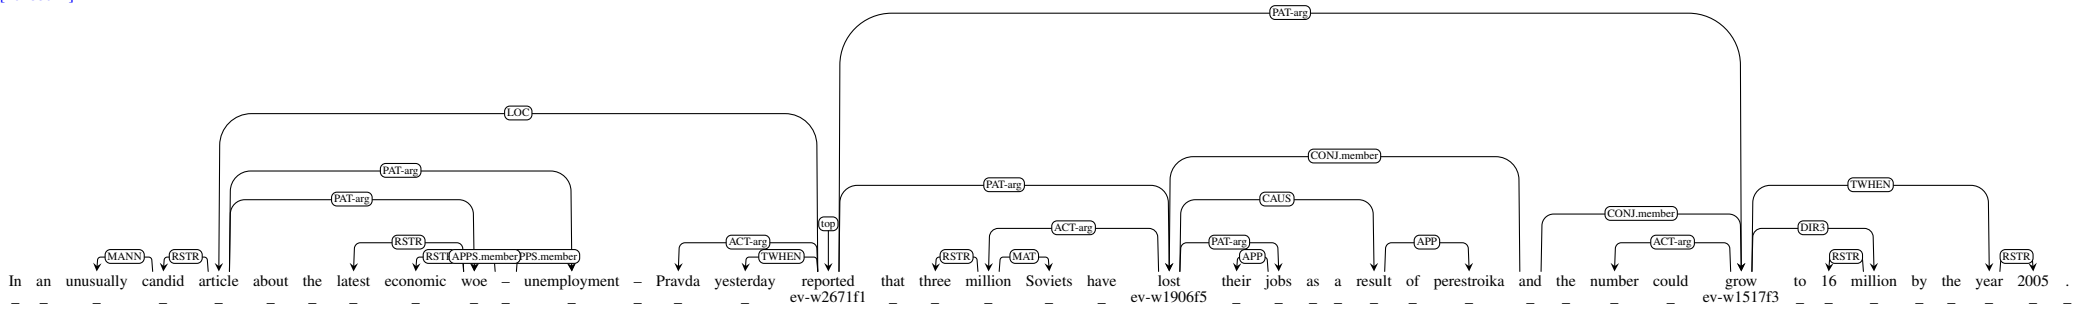 PAT-arg
LOC
CONJ.member
PAT-arg
PAT-arg TWHEN
PAT-arg CAUS
CONJ.member
top
ACT-arg DIR3
RSTR ACT-arg PAT-arg APP ACT-arg
MANN RSTR APPS.member PPS.member TWHEN RSTR MAT APP RSTR RSTR
In an unusually candid article about the latest economic woe – unemployment – Pravda yesterday reported that three million Soviets have lost their jobs as a result of perestroika and the number could grow to 16 million by the year 2005 .
_ _ _ _ _ _ _ _ _ _ _ _ _ _ _ ev-w2671f1 _ _ _ _ _ ev-w1906f5 _ _ _ _ _ _ _ _ _ _ _ ev-w1517f3 _ _ _ _ _ _ _ _